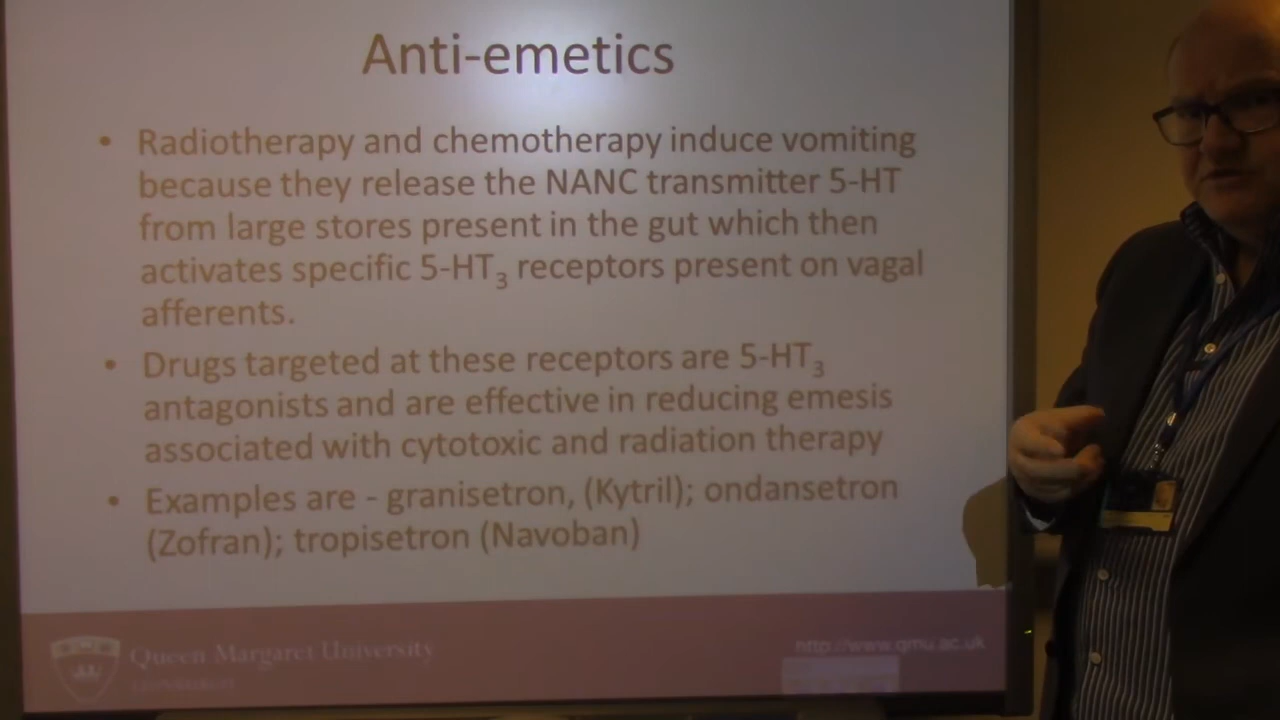 Anti-emetics
• Radiotherapy and chemotherapy induce vomiting
because they release the NANC transmitter 5-HT
from large stores present in the gut which then
activates specific 5-HT₃ receptors present on vagal
afferents.
• Drugs targeted at these receptors are 5-HT₃
antagonists and are effective in reducing emesis
associated with cytotoxic and radiation therapy
• Examples are - granisetron, (Kytril); ondansetron
(Zofran); tropisetron (Navoban)
Queen Margaret University
http://www.qmu.ac.uk